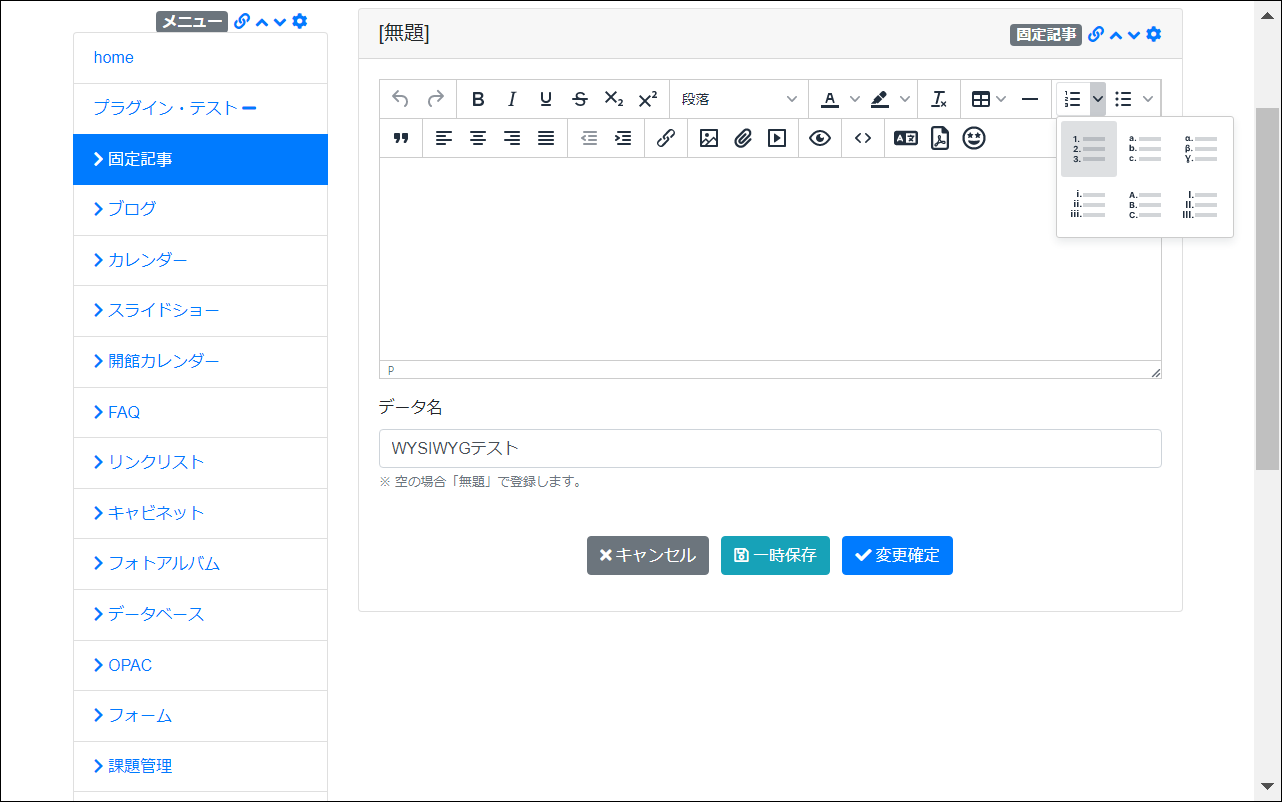 メニュー
home
プラグイン・テスト
固定記事
ブログ
カレンダー
スライドショー
開館カレンダー
FAQ
リンクリスト
キャビネット
フォトアルバム
データベース
OPAC
フォーム
課題管理
[無題]
固定記事
B I U S X₂ X² 段落 A Tx
1. 2. 3.
a. b. c.
α. β. γ.
i. ii. iii.
A. B. C.
I. II. III.
P
データ名
WYSIWYGテスト
※ 空の場合「無題」で登録します。
キャンセル 一時保存 変更確定